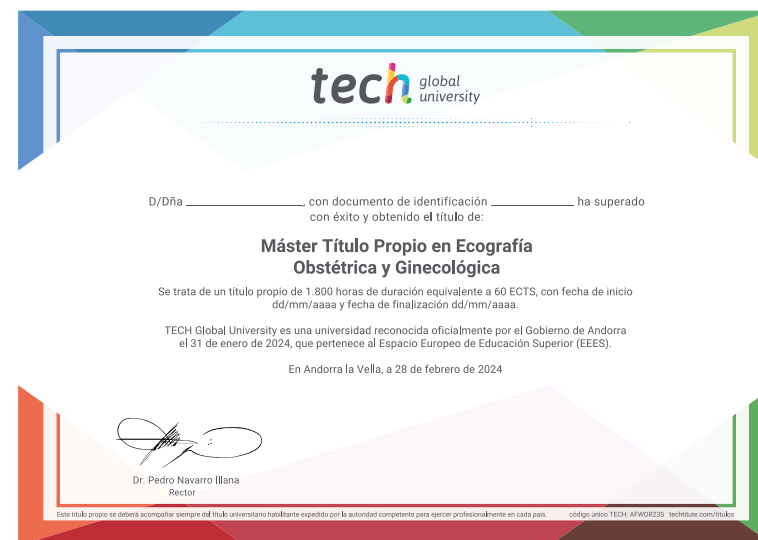 tech global university
D/Dña ____________________, con documento de identificación ______________ ha superado
con éxito y obtenido el título de:
Máster Título Propio en Ecografía
Obstétrica y Ginecológica
Se trata de un título propio de 1.800 horas de duración equivalente a 60 ECTS, con fecha de inicio
dd/mm/aaaa y fecha de finalización dd/mm/aaaa.
TECH Global University es una universidad reconocida oficialmente por el Gobierno de Andorra
el 31 de enero de 2024, que pertenece al Espacio Europeo de Educación Superior (EEES).
En Andorra la Vella, a 28 de febrero de 2024
Dr. Pedro Navarro Illana
Rector
Este título propio se deberá acompañar siempre del título universitario habilitante expedido por la autoridad competente para ejercer profesionalmente en cada país. código único TECH: AFWOR23S techtitute.com/titulos